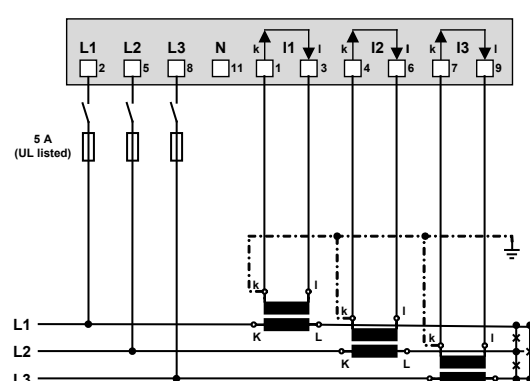 k l k l k l
L1 L2 L3 N I1 I2 I3
2 5 8 11 1 3 4 6 7 9
5 A
(UL listed)
k l
L1
K L
k l
L2
K L
k l
L3